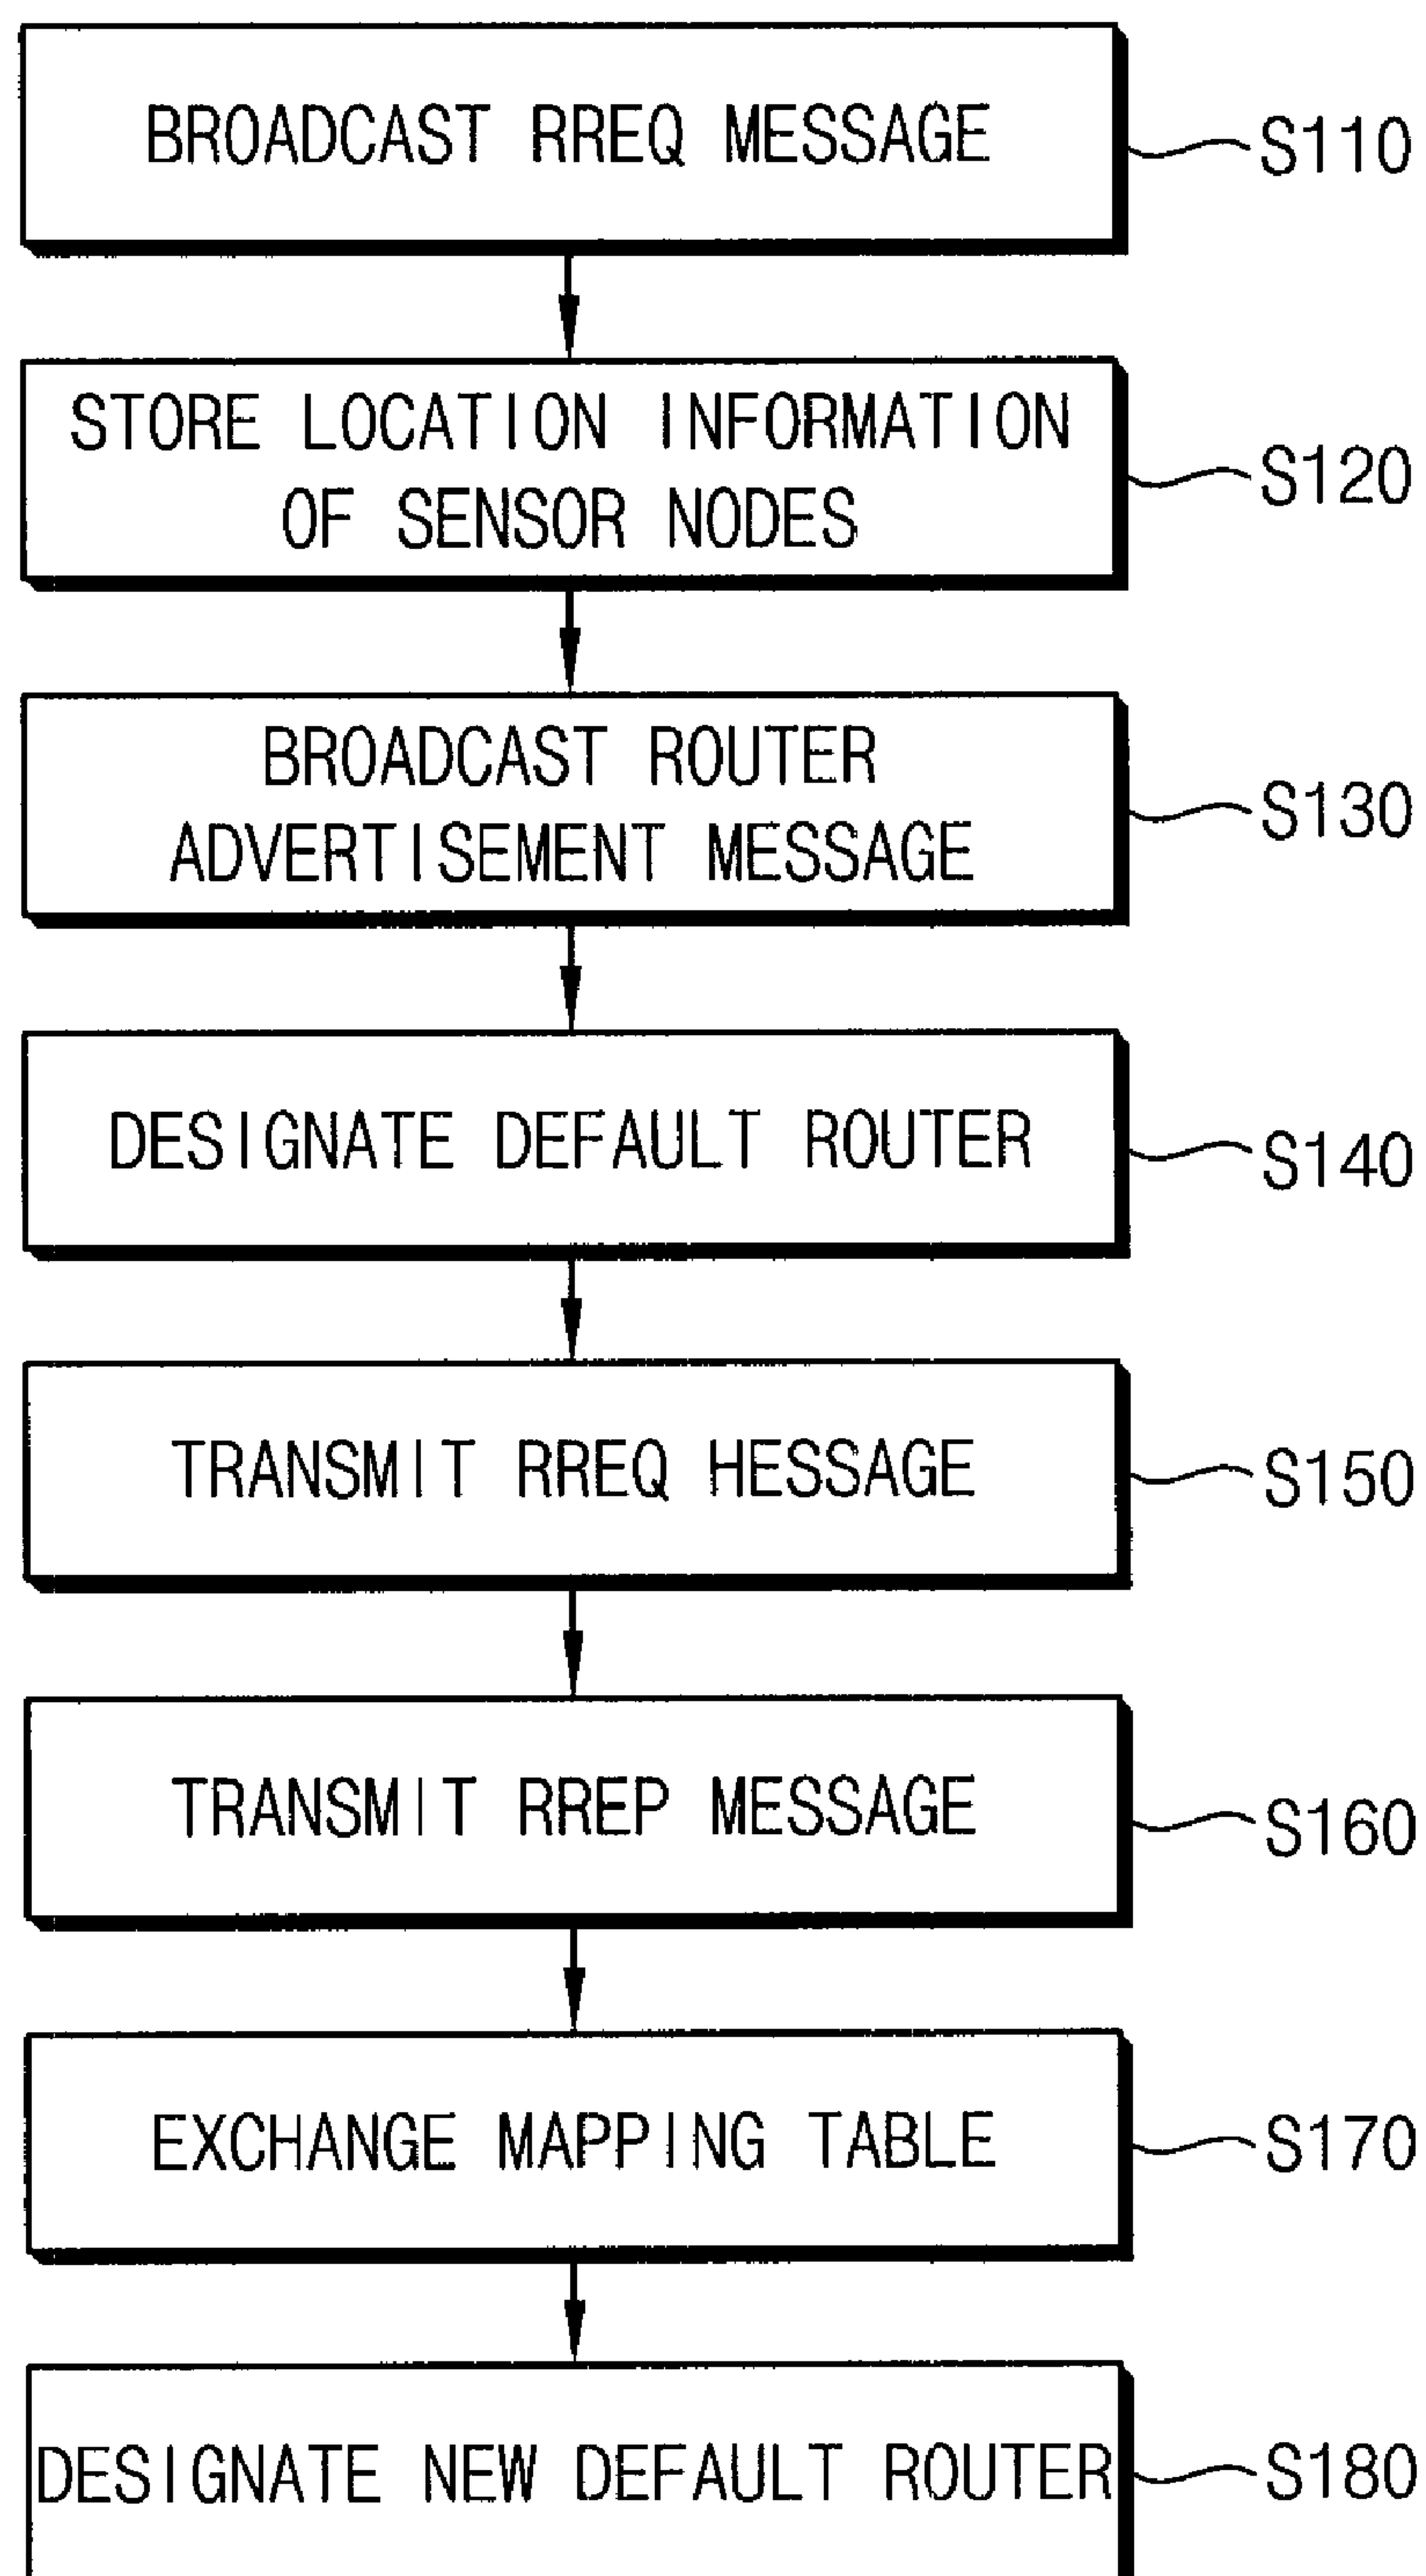 BROADCAST RREQ MESSAGE
S110
STORE LOCATION INFORMATION
OF SENSOR NODES
S120
BROADCAST ROUTER
ADVERTISEMENT MESSAGE
S130
DESIGNATE DEFAULT ROUTER
S140
TRANSMIT RREQ HESSAGE
S150
TRANSMIT RREP MESSAGE
S160
EXCHANGE MAPPING TABLE
S170
DESIGNATE NEW DEFAULT ROUTER
S180